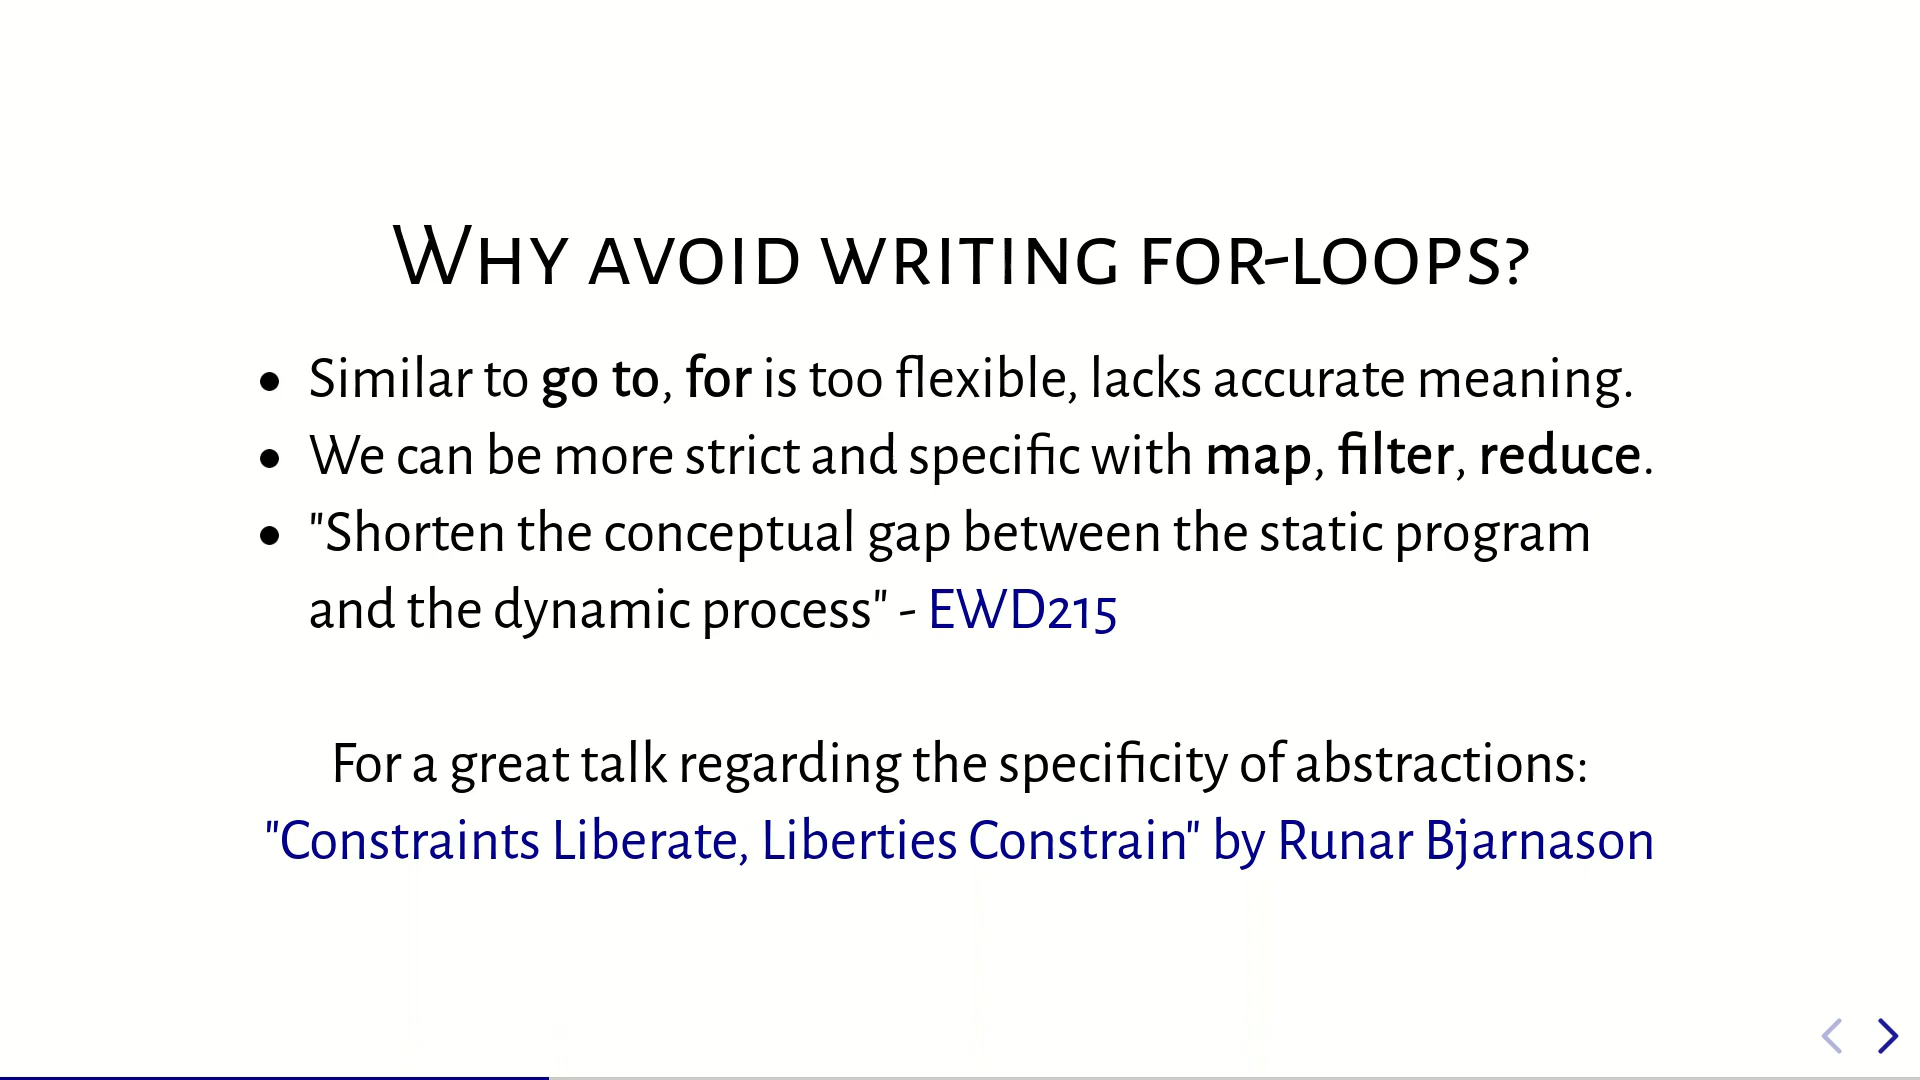 Why avoid writing for-loops?
• Similar to go to, for is too flexible, lacks accurate meaning.
• We can be more strict and specific with map, filter, reduce.
• "Shorten the conceptual gap between the static program
and the dynamic process" - EWD215
For a great talk regarding the specificity of abstractions:
"Constraints Liberate, Liberties Constrain" by Runar Bjarnason